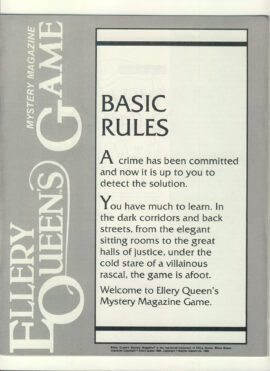 ELLERY
QUEEN'S
MYSTERY MAGAZINE
GAME
BASIC
RULES
A crime has been committed
and now it is up to you to
detect the solution.
You have much to learn. In
the dark corridors and back
streets, from the elegant
sitting rooms to the great
halls of justice, under the
cold stare of a villainous
rascal, the game is afoot.
Welcome to Ellery Queen's
Mystery Magazine Game.